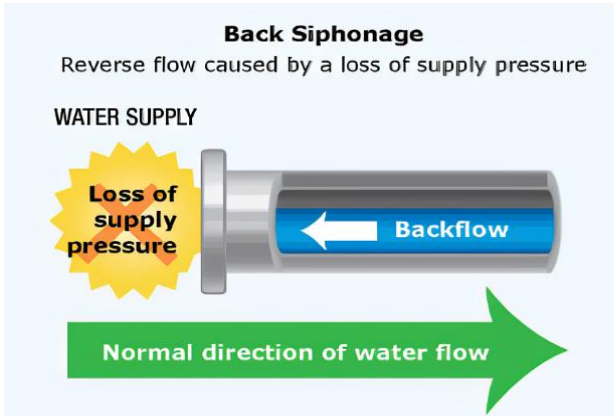 Back Siphonage
Reverse flow caused by a loss of supply pressure
WATER SUPPLY
Loss of
supply
pressure
Backflow
Normal direction of water flow